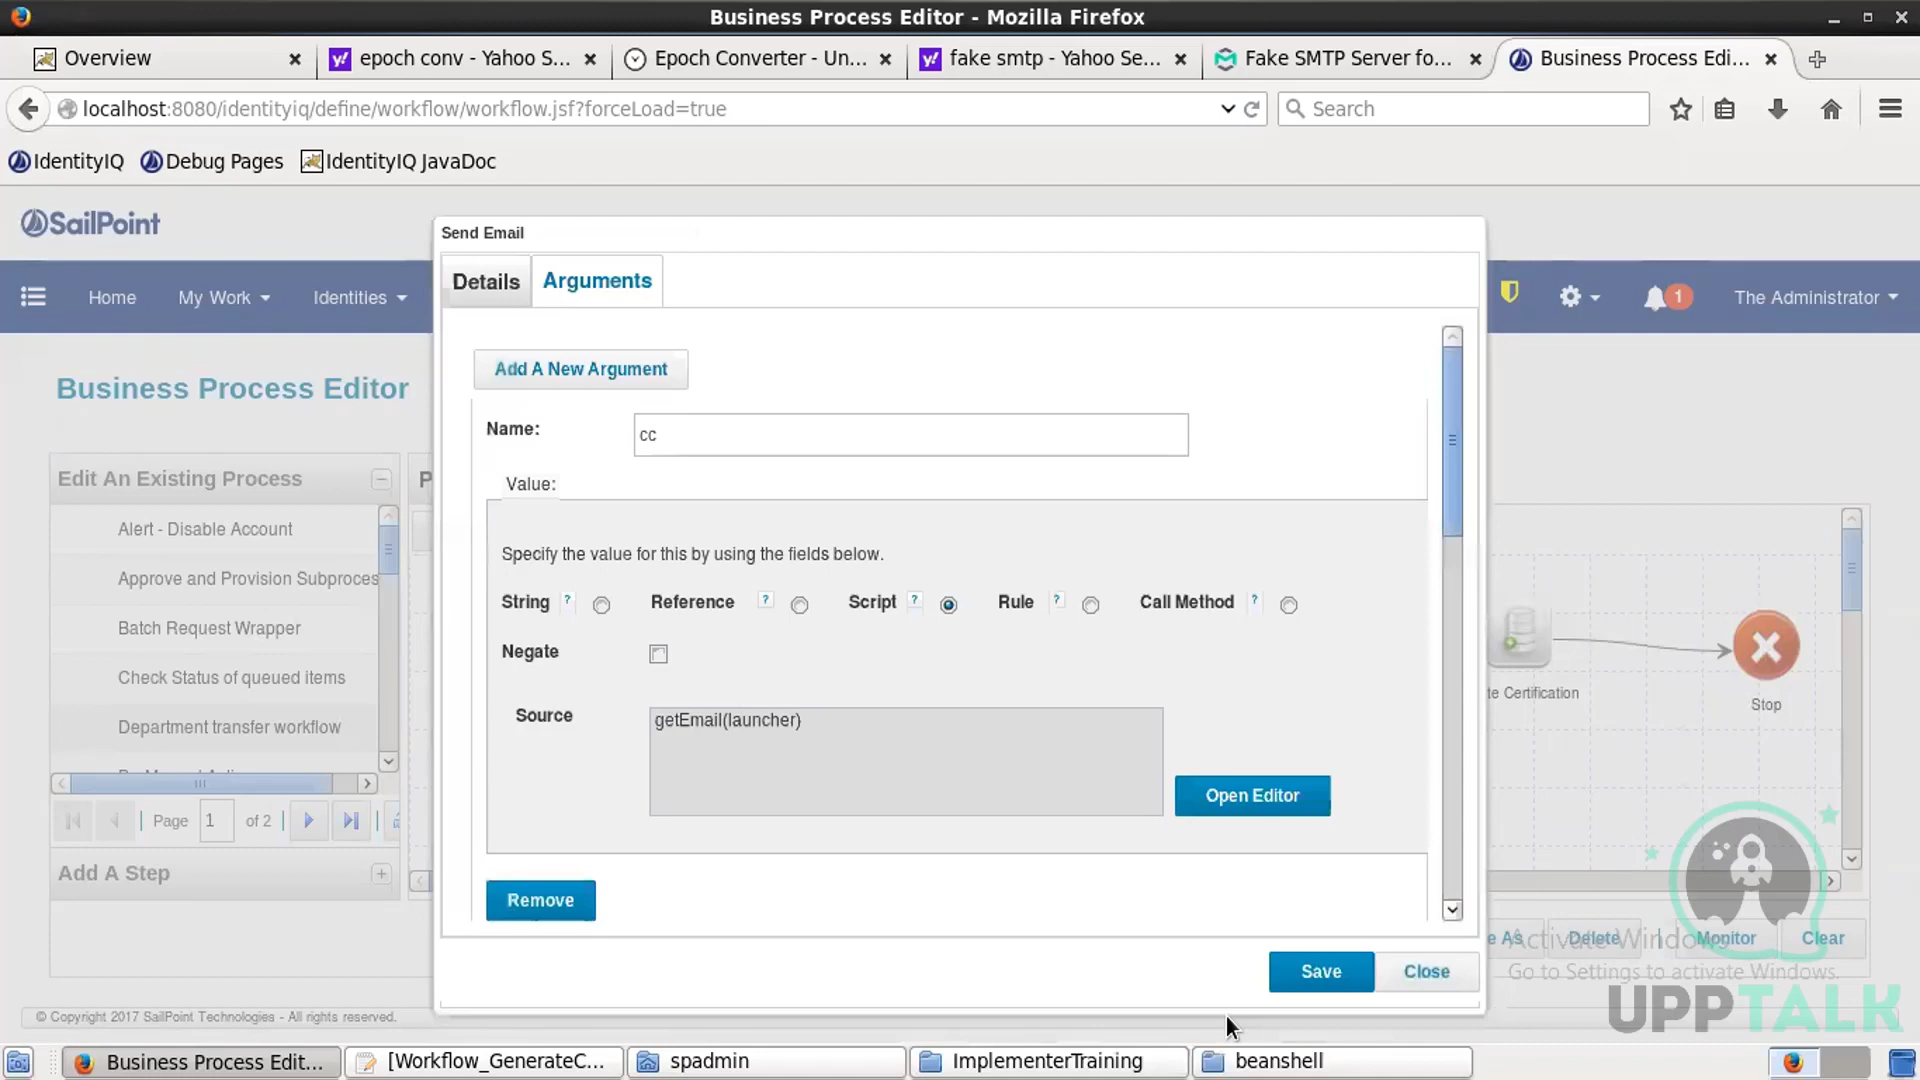 Business Process Editor - Mozilla Firefox
Overview
epoch conv - Yahoo S...
Epoch Converter - Un...
fake smtp - Yahoo Se...
Fake SMTP Server fo...
Business Process Edi...
localhost:8080/identityiq/define/workflow/workflow.jsf?forceLoad=true
Search
IdentityIQ
Debug Pages
IdentityIQ JavaDoc
SailPoint
Home
My Work
Identities
1
The Administrator
Send Email
Details
Arguments
Add A New Argument
Business Process Editor
Name:
cc
Value:
Edit An Existing Process
P
Alert - Disable Account
Approve and Provision Subproces
Batch Request Wrapper
Check Status of queued items
Department transfer workflow
Specify the value for this by using the fields below.
String ?
Reference ?
Script ?
Rule ?
Call Method ?
Negate
Source
getEmail(launcher)
Open Editor
te Certification
Stop
Page 1 of 2
Add A Step
Remove
Save
Close
e As
Delete
Monitor
Clear
Activate Windows
Go to Settings to activate Windows.
UPPTALK
© Copyright 2017 SailPoint Technologies - All rights reserved.
Business Process Edit...
[Workflow_GenerateC...
spadmin
ImplementerTraining
beanshell